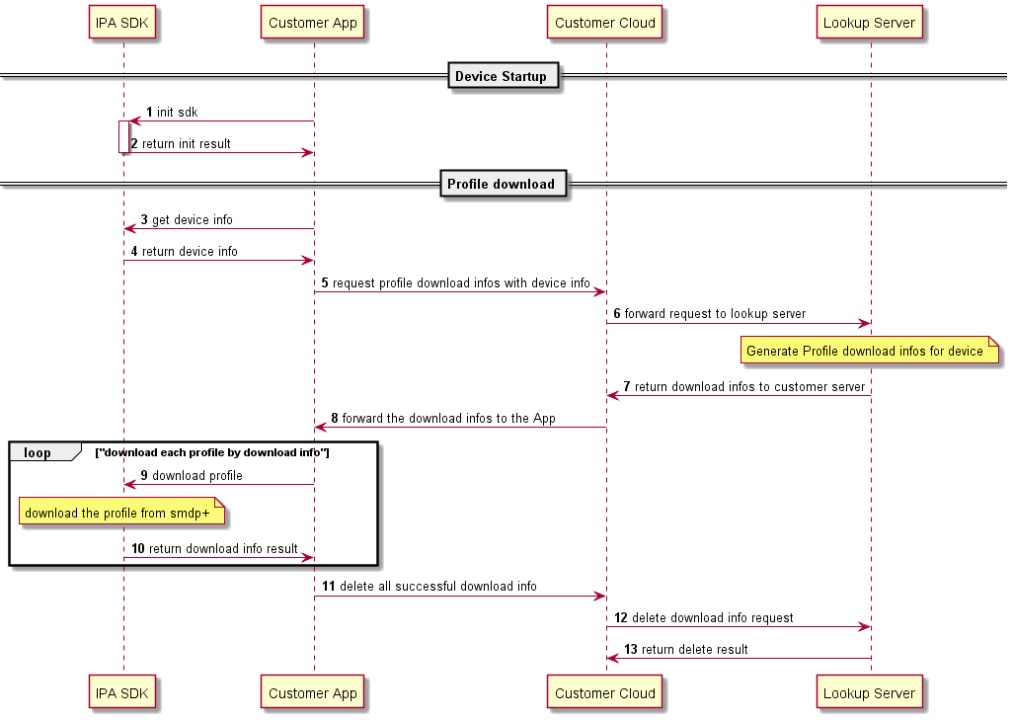 IPA SDK Customer App Customer Cloud Lookup Server
Device Startup
1 init sdk
2 return init result
Profile download
3 get device info
4 return device info
5 request profile download infos with device info
6 forward request to lookup server
Generate Profile download infos for device
7 return download infos to customer server
8 forward the download infos to the App
loop ["download each profile by download info"]
9 download profile
download the profile from smdp+
10 return download info result
11 delete all successful download info
12 delete download info request
13 return delete result
IPA SDK Customer App Customer Cloud Lookup Server